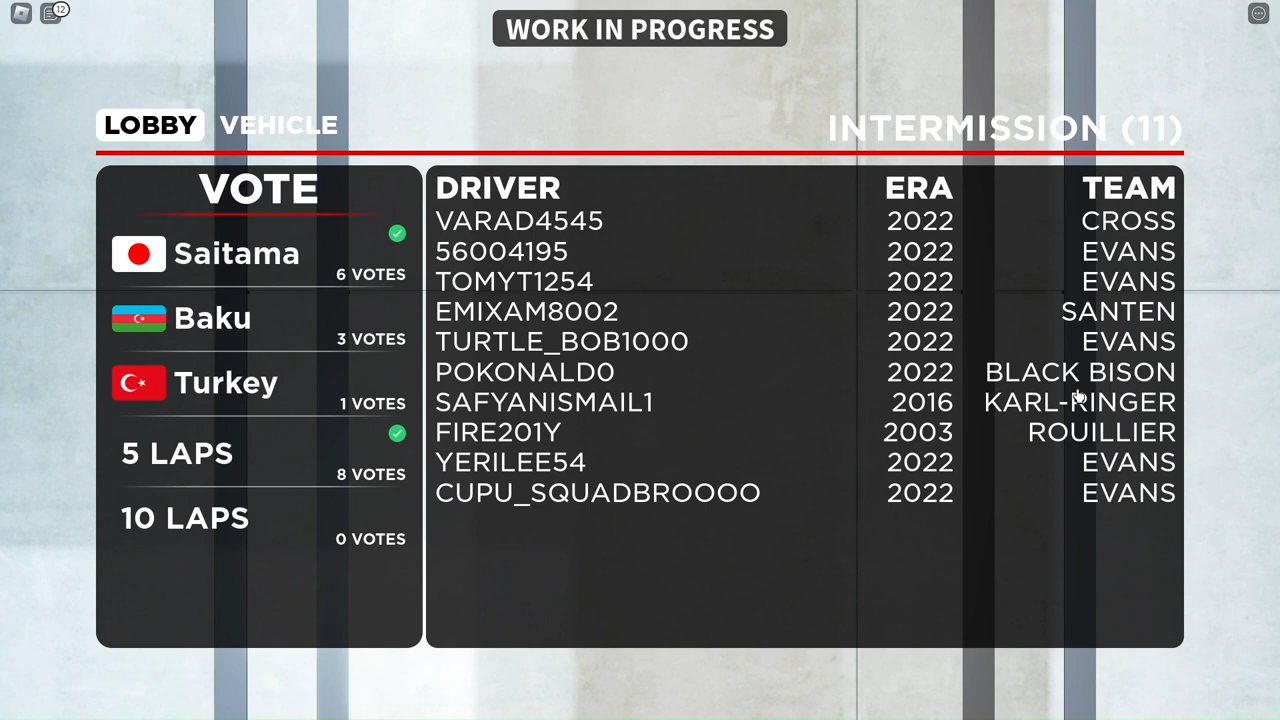 12
WORK IN PROGRESS
LOBBY VEHICLE
INTERMISSION (11)
VOTE
Saitama
6 VOTES
Baku
3 VOTES
Turkey
1 VOTES
5 LAPS
8 VOTES
10 LAPS
0 VOTES
DRIVER ERA TEAM
VARAD4545 2022 CROSS
56004195 2022 EVANS
TOMYT1254 2022 EVANS
EMIXAM8002 2022 SANTEN
TURTLE_BOB1000 2022 EVANS
POKONALD0 2022 BLACK BISON
SAFYANISMAIL1 2016 KARL-RINGER
FIRE201Y 2003 ROUILLIER
YERILEE54 2022 EVANS
CUPU_SQUADBROOOO 2022 EVANS